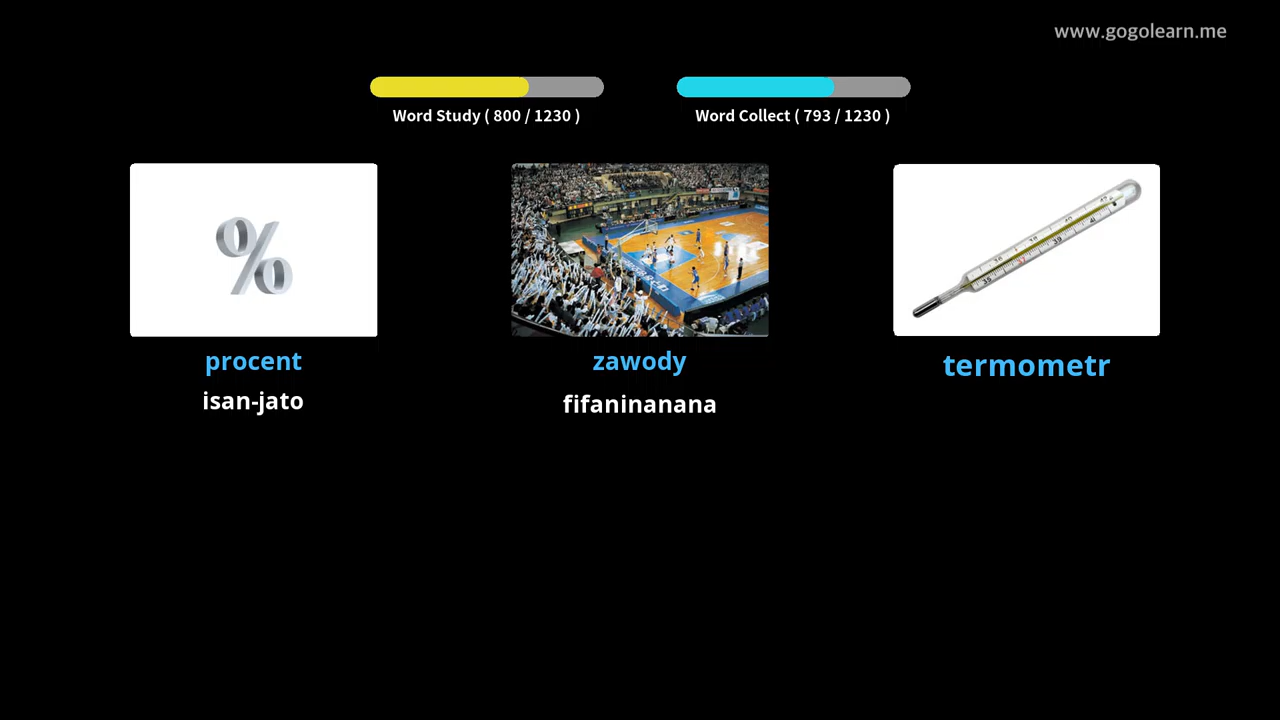 www.gogolearn.me
Word Study ( 800 / 1230 )
Word Collect ( 793 / 1230 )
%
procent
isan-jato
zawody
fifaninanana
termometr